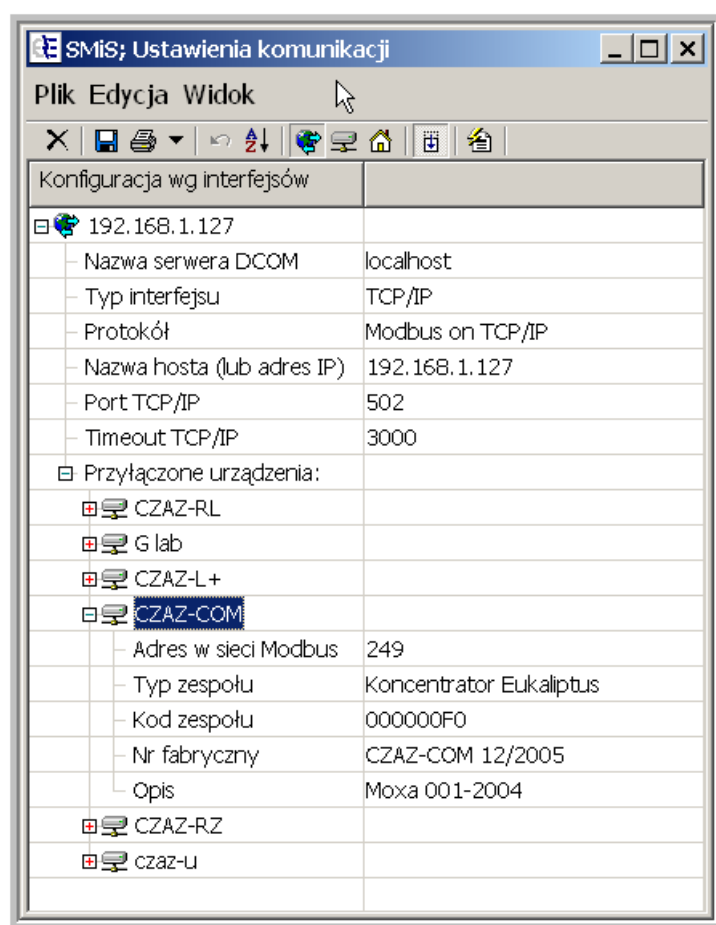 SMiS; Ustawienia komunikacji
Plik Edycja Widok
Konfiguracja wg interfejsów
192.168.1.127
Nazwa serwera DCOM localhost
Typ interfejsu TCP/IP
Protokół Modbus on TCP/IP
Nazwa hosta (lub adres IP) 192.168.1.127
Port TCP/IP 502
Timeout TCP/IP 3000
Przyłączone urządzenia:
CZAZ-RL
G lab
CZAZ-L+
CZAZ-COM
Adres w sieci Modbus 249
Typ zespołu Koncentrator Eukaliptus
Kod zespołu 000000F0
Nr fabryczny CZAZ-COM 12/2005
Opis Moxa 001-2004
CZAZ-RZ
czaz-u